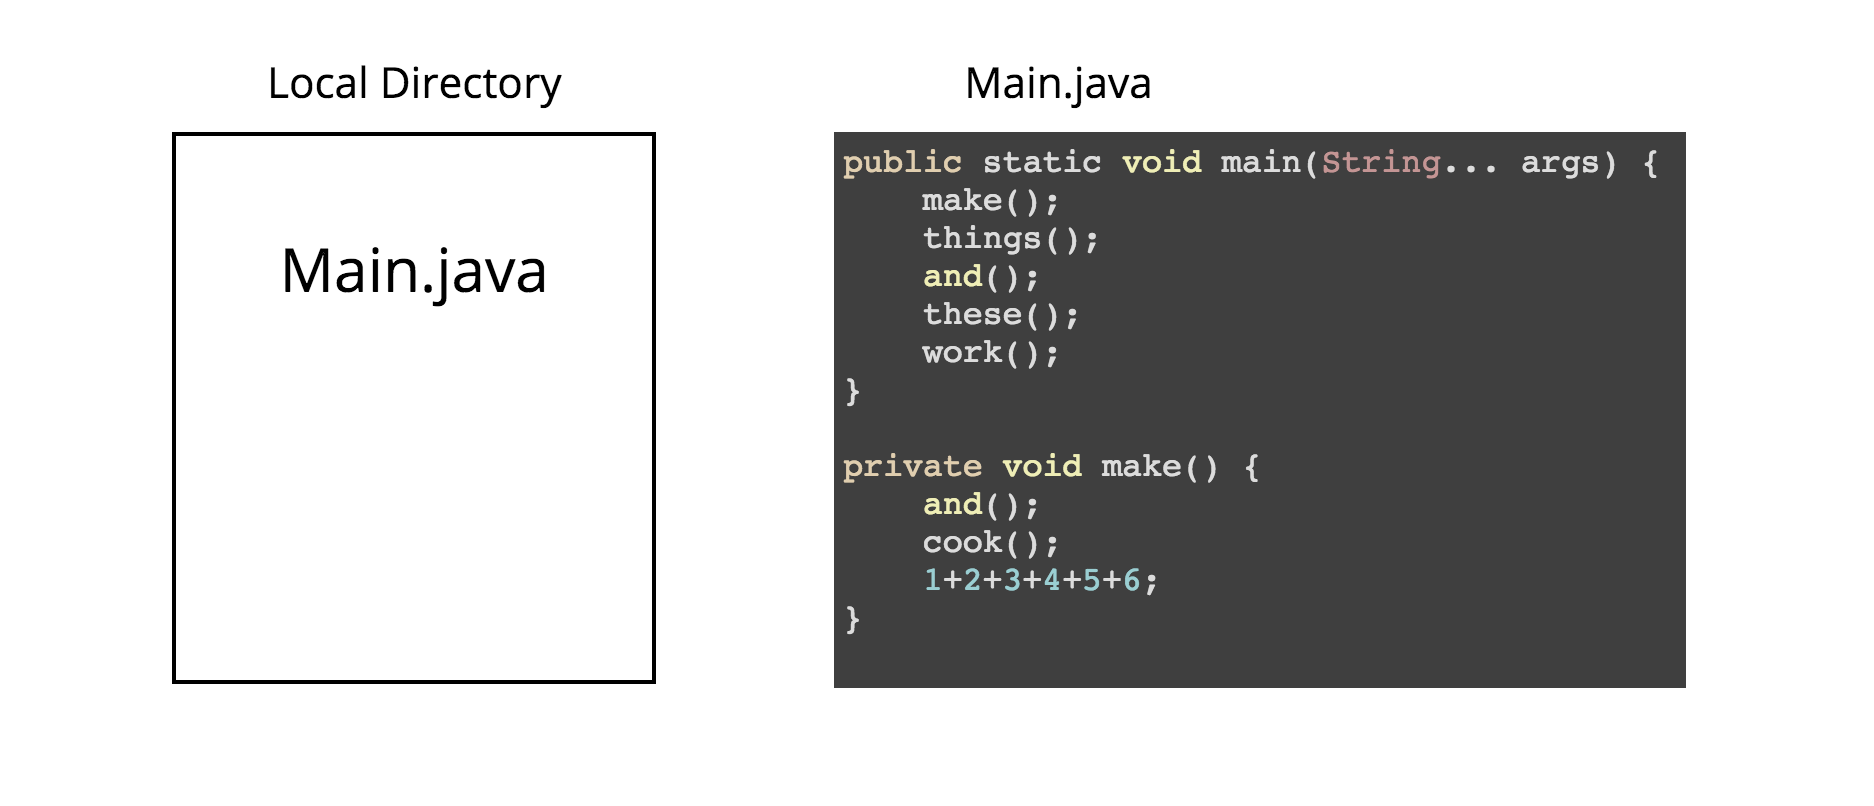 Local Directory
Main.java
Main.java
public static void main(String... args) {
    make();
    things();
    and();
    these();
    work();
}

private void make() {
    and();
    cook();
    1+2+3+4+5+6;
}